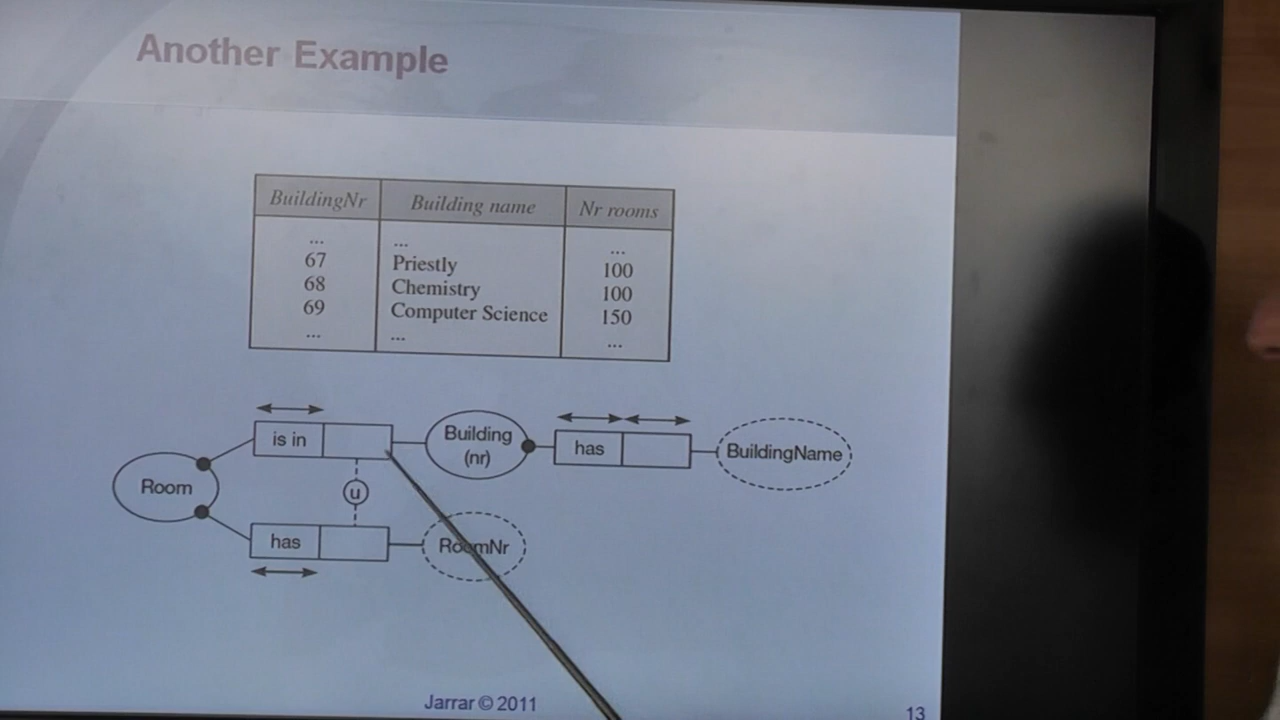 Another Example
BuildingNr Building name Nr rooms
... ... ...
67 Priestly 100
68 Chemistry 100
69 Computer Science 150
... ... ...
is in Building has BuildingName
(nr)
Room
u
has RoomNr
Jarrar © 2011
13